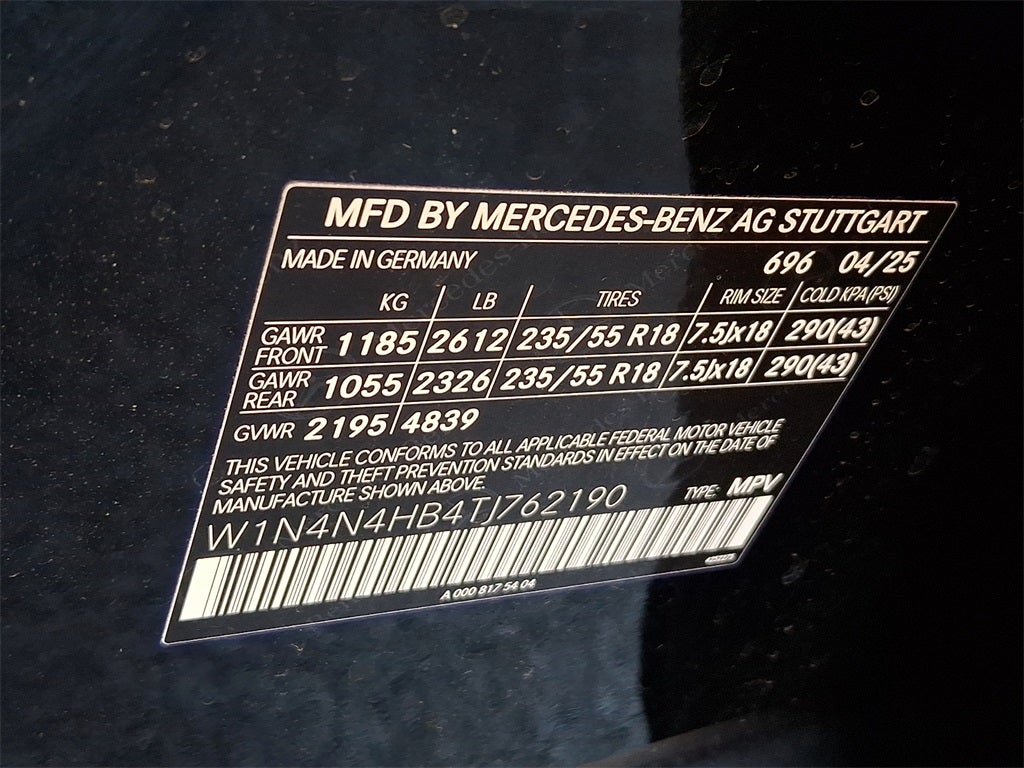 MFD BY MERCEDES-BENZ AG STUTTGART
MADE IN GERMANY 696 04/25
KG LB TIRES RIM SIZE COLD KPA (PSI)
GAWR FRONT 1185 2612 235/55 R18 7.5Jx18 290(43)
GAWR REAR 1055 2326 235/55 R18 7.5Jx18 290(43)
GVWR 2195 4839
THIS VEHICLE CONFORMS TO ALL APPLICABLE FEDERAL MOTOR VEHICLE
SAFETY AND THEFT PREVENTION STANDARDS IN EFFECT ON THE DATE OF
MANUFACTURE SHOWN ABOVE.
W1N4N4HB4TJ762190 TYPE: MPV
A 000 817 54 04